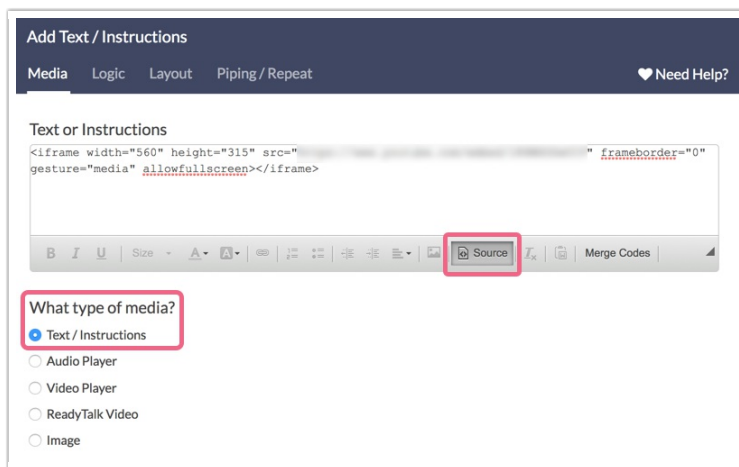 Add Text / Instructions
Media Logic Layout Piping / Repeat Need Help?
Text or Instructions
<iframe width="560" height="315" src=" " frameborder="0"
gesture="media" allowfullscreen></iframe>
B I U Size A A Source Tx Merge Codes
What type of media?
Text / Instructions
Audio Player
Video Player
ReadyTalk Video
Image